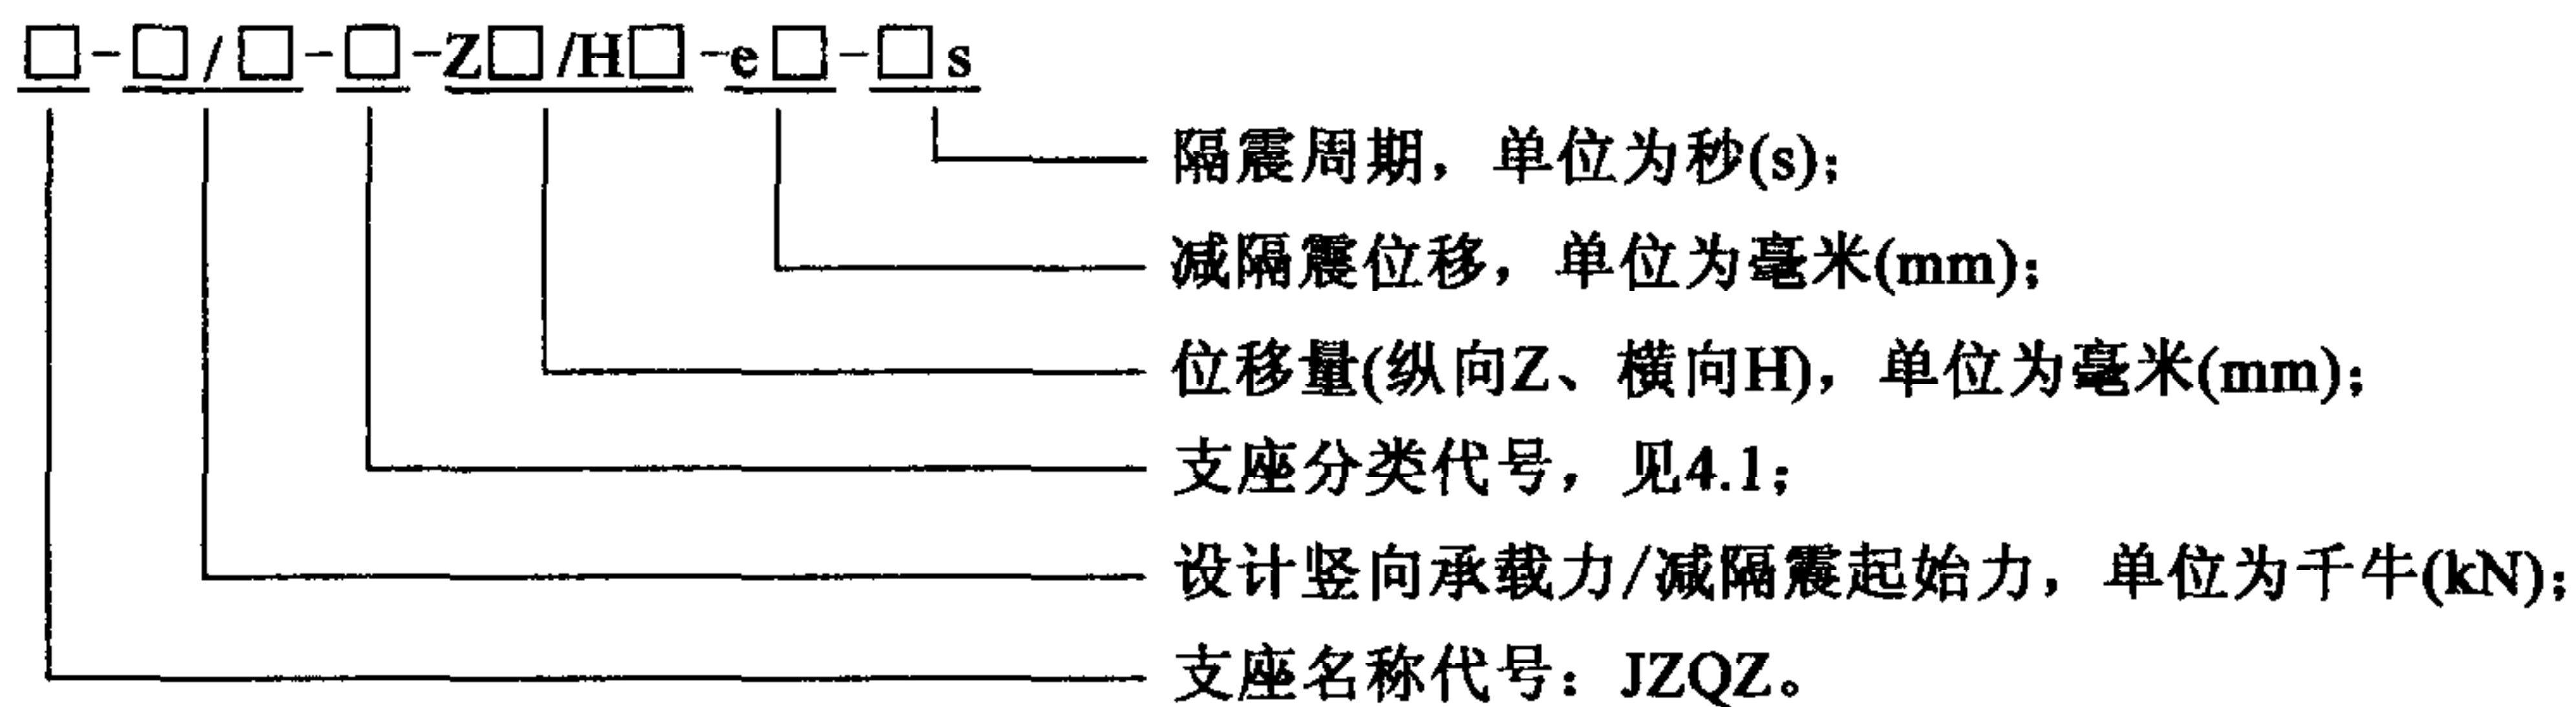 □-□/□-□-Z□/H□-e□-□s
隔震周期，单位为秒(s)；
减隔震位移，单位为毫米(mm)；
位移量(纵向Z、横向H)，单位为毫米(mm)；
支座分类代号，见4.1；
设计竖向承载力/减隔震起始力，单位为千牛(kN)；
支座名称代号：JZQZ。